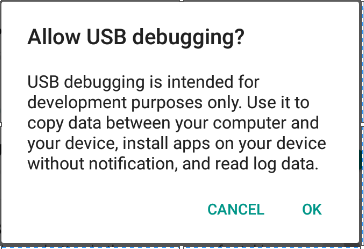 Allow USB debugging?
USB debugging is intended for
development purposes only. Use it to
copy data between your computer and
your device, install apps on your device
without notification, and read log data.
CANCEL OK